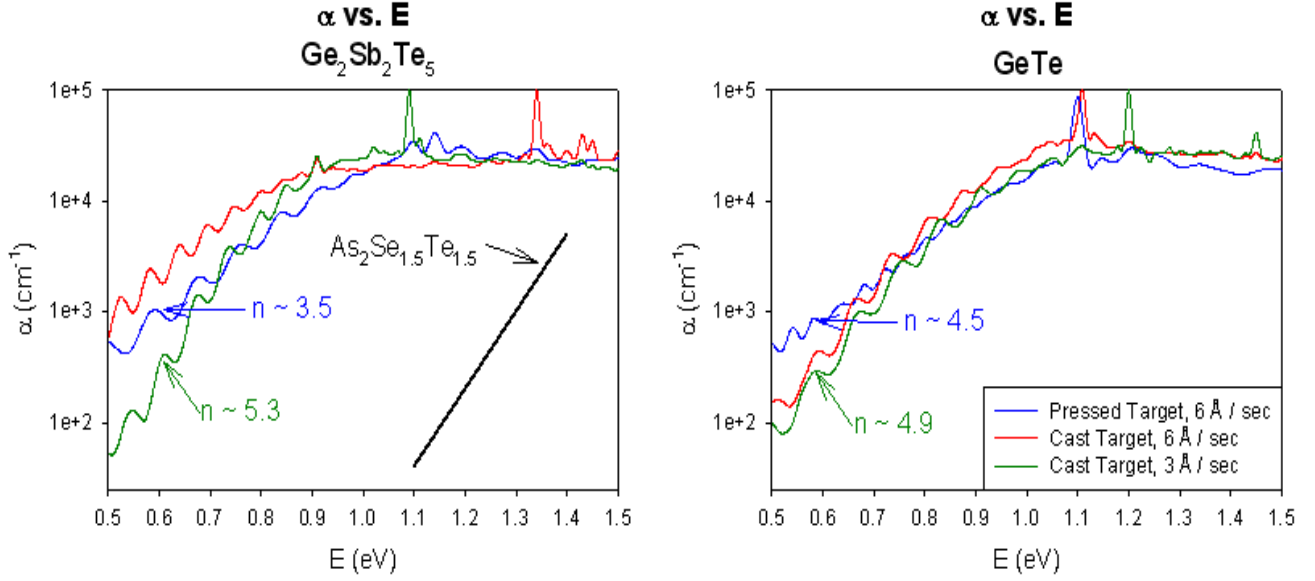 α vs. E
Ge₂Sb₂Te₅
1e+5
1e+4
1e+3
1e+2
α (cm⁻¹)
As₂Se₁.₅Te₁.₅
n ~ 3.5
n ~ 5.3
0.5 0.6 0.7 0.8 0.9 1.0 1.1 1.2 1.3 1.4 1.5
E (eV)
α vs. E
GeTe
1e+5
1e+4
1e+3
1e+2
α (cm⁻¹)
n ~ 4.5
n ~ 4.9
Pressed Target, 6 Å / sec
Cast Target, 6 Å / sec
Cast Target, 3 Å / sec
0.5 0.6 0.7 0.8 0.9 1.0 1.1 1.2 1.3 1.4 1.5
E (eV)